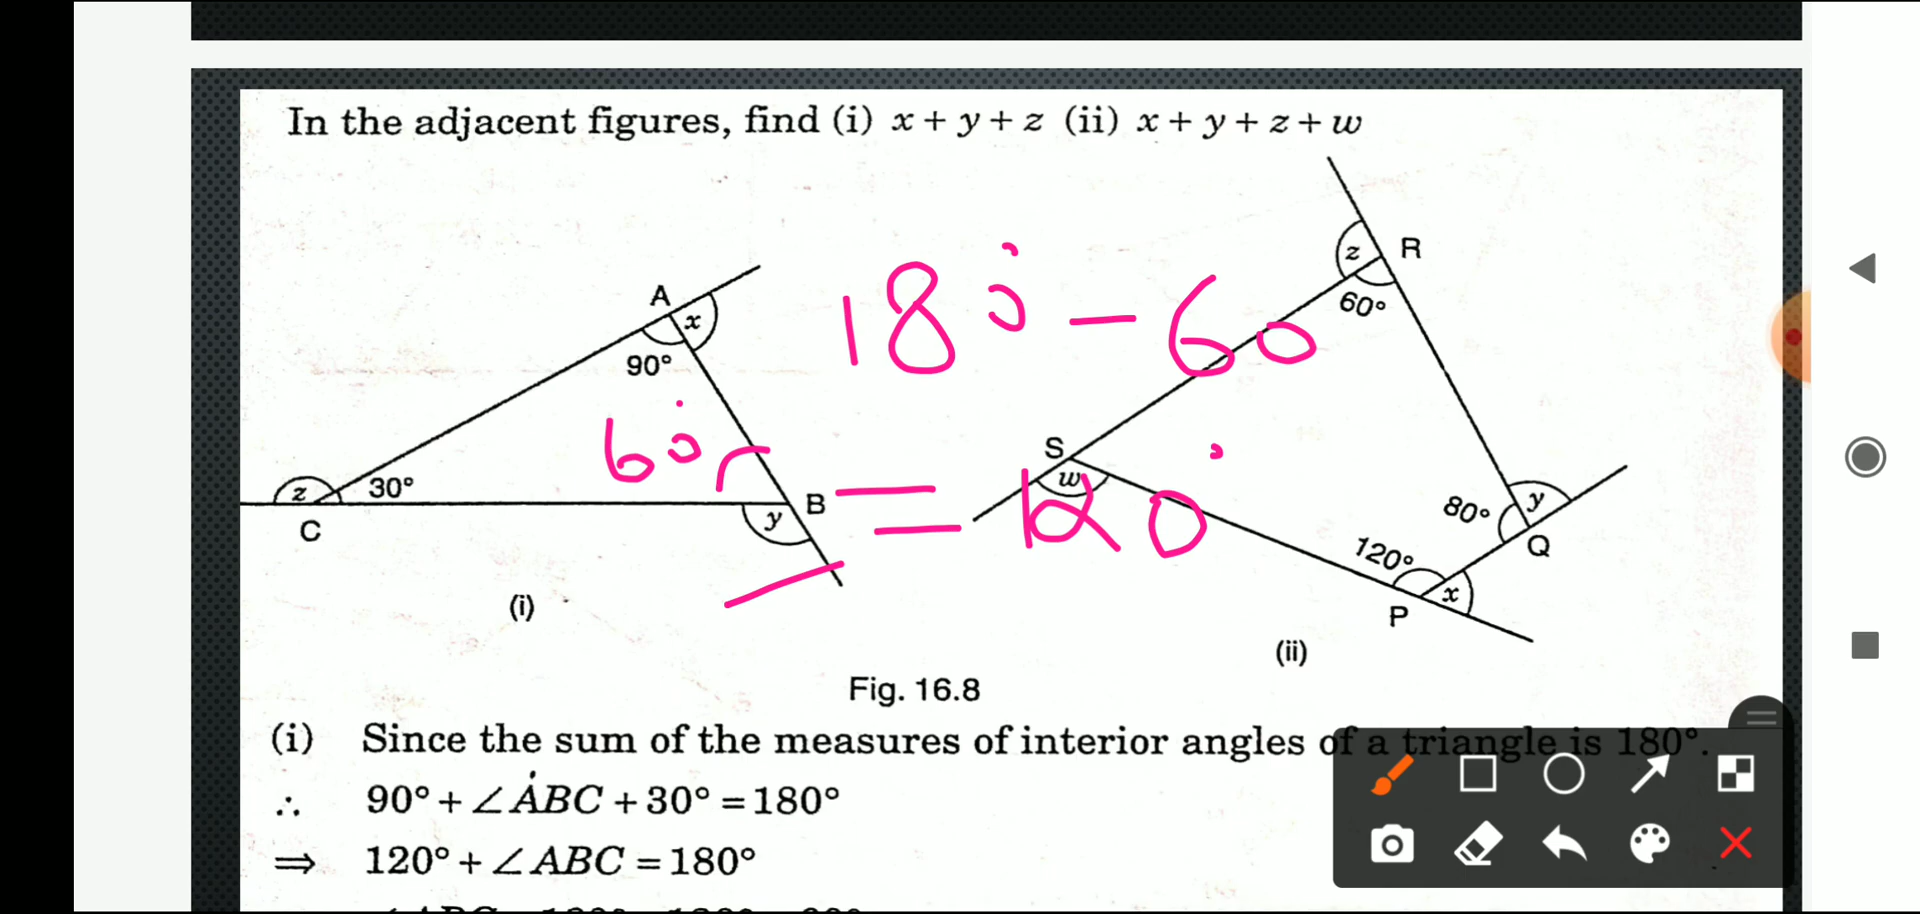 In the adjacent figures, find (i) x + y + z (ii) x + y + z + w
A
x
90°
60°
z
30°
C
y
B
(i)
180° - 60
= 120°
z
R
60°
S
w
80°
y
Q
120°
x
P
(ii)
Fig. 16.8
(i) Since the sum of the measures of interior angles of a triangle is 180°.
∴ 90° + ∠ABC + 30° = 180°
⇒ 120° + ∠ABC = 180°